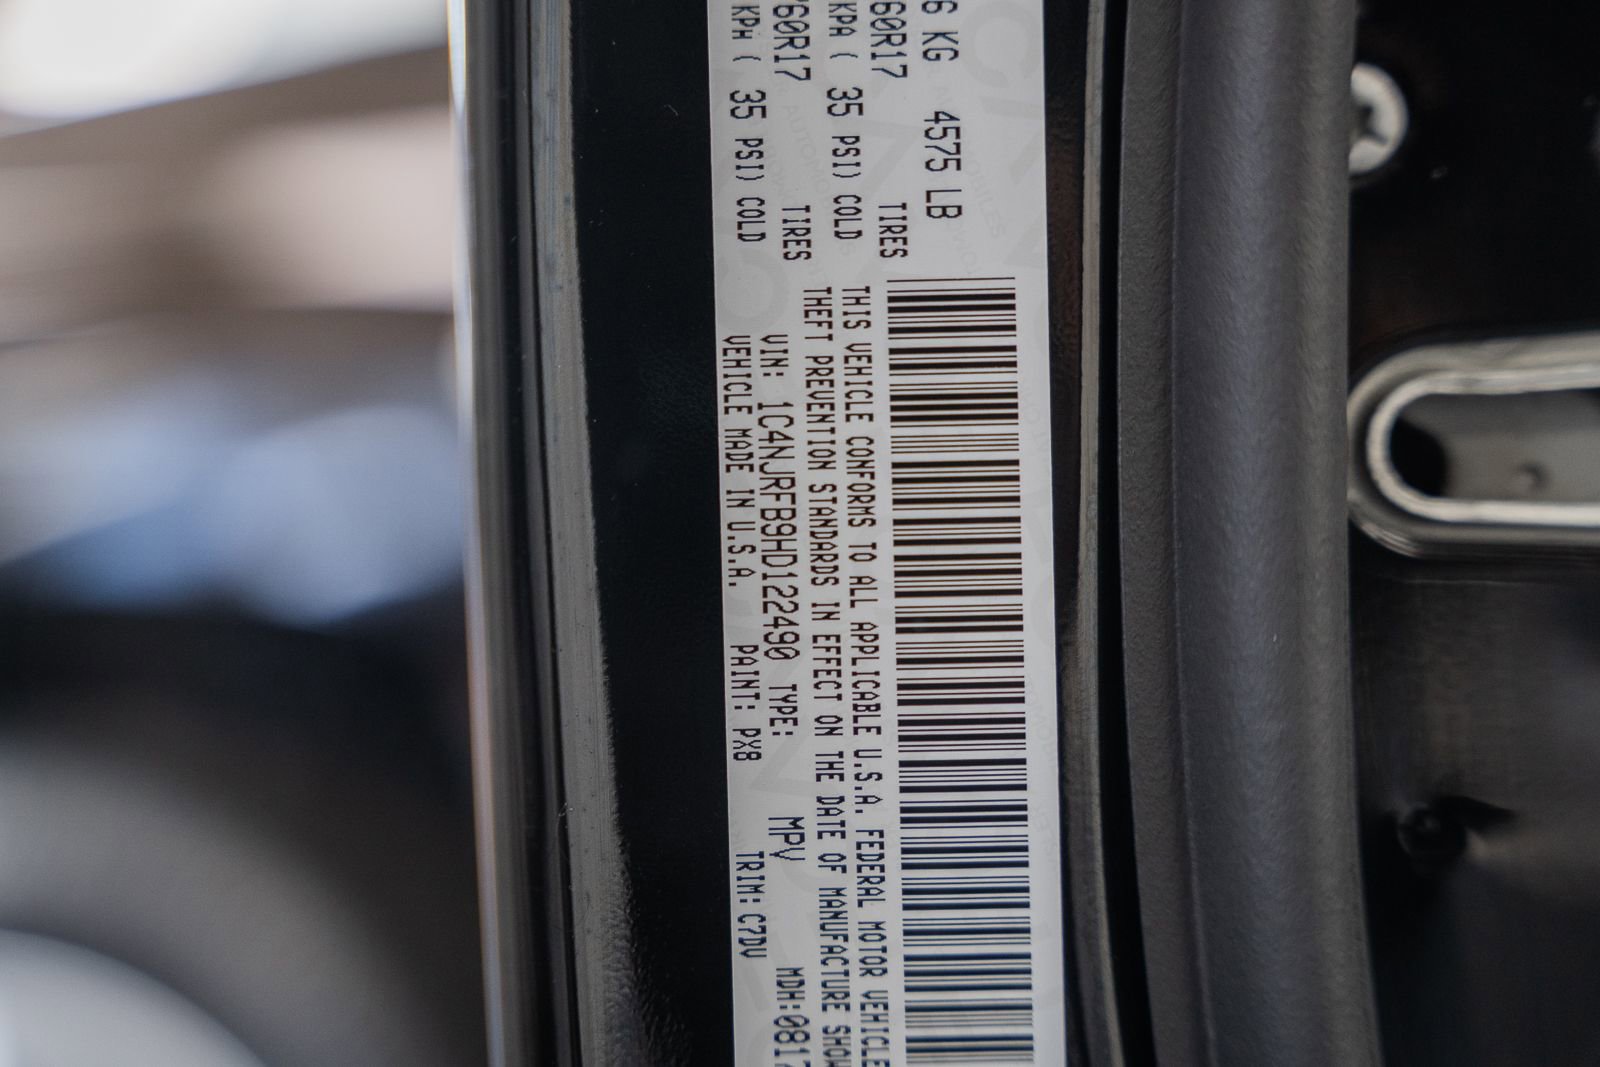 6 KG 4575 LB
60R17 TIRES
KPA ( 35 PSI) COLD
60R17 TIRES
KPH ( 35 PSI) COLD
THIS VEHICLE CONFORMS TO ALL APPLICABLE U.S.A. FEDERAL MOTOR VEHICLE
THEFT PREVENTION STANDARDS IN EFFECT ON THE DATE OF MANUFACTURE SHOW
VIN: 1C4NJRFB9HD122490 TYPE: MPV MDH:0817
VEHICLE MADE IN U.S.A. PAINT: PX8 TRIM: C7DV